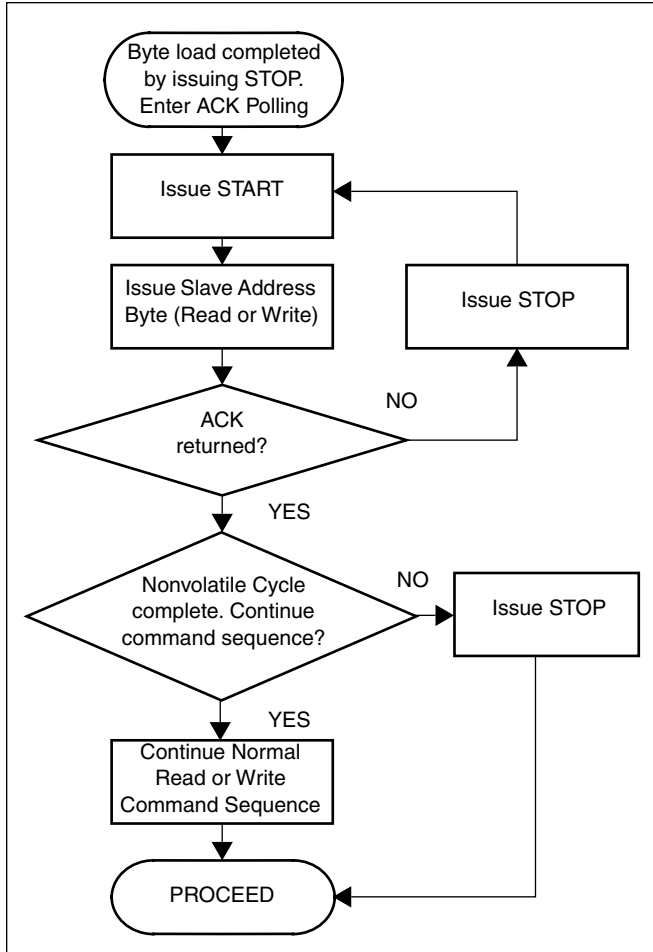 Byte load completed
by issuing STOP.
Enter ACK Polling
Issue START
Issue Slave Address
Byte (Read or Write)
Issue STOP
ACK
returned?
NO
YES
Nonvolatile Cycle
complete. Continue
command sequence?
NO
Issue STOP
YES
Continue Normal
Read or Write
Command Sequence
PROCEED